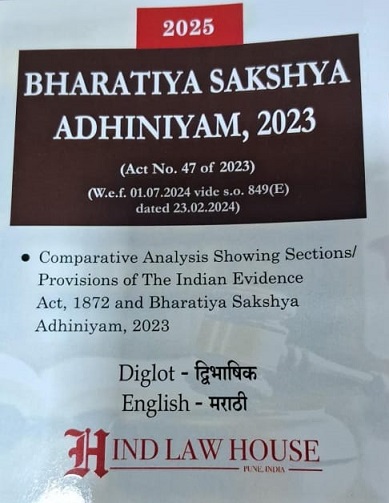 2025
BHARATIYA SAKSHYA
ADHINIYAM, 2023
(Act No. 47 of 2023)
(W.e.f. 01.07.2024 vide s.o. 849(E)
dated 23.02.2024)
• Comparative Analysis Showing Sections/
Provisions of The Indian Evidence
Act, 1872 and Bharatiya Sakshya
Adhiniyam, 2023
Diglot - द्विभाषिक
English - मराठी
HIND LAW HOUSE
PUNE, INDIA